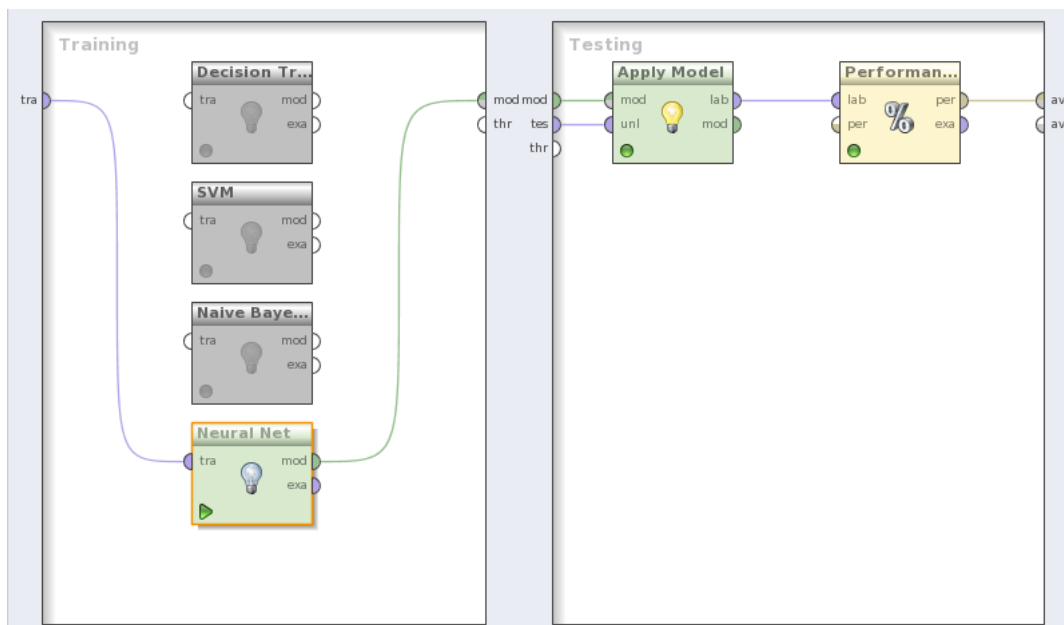 Training
tra
Decision Tr...
tra mod
exa
SVM
tra mod
exa
Naive Baye...
tra mod
exa
Neural Net
tra mod
exa
mod
thr
mod
tes
thr
Testing
Apply Model
mod lab
unl mod
Performan...
lab per
per exa
%
av
av